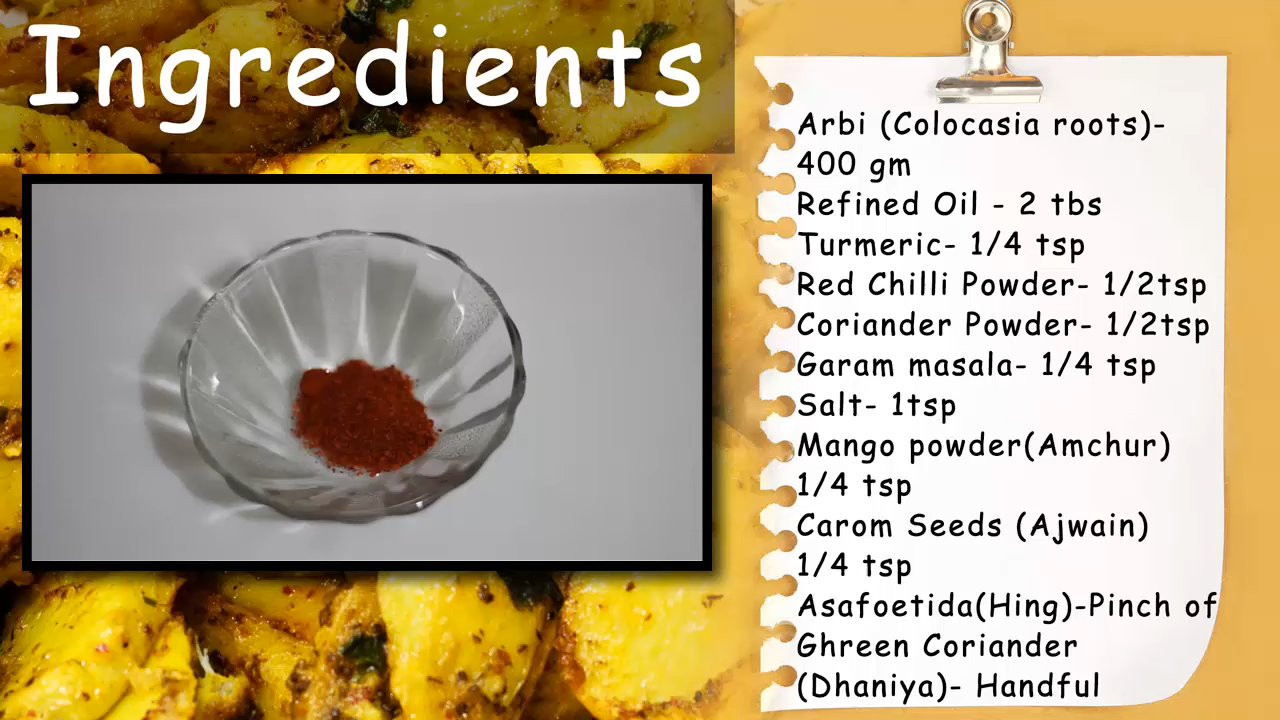 Ingredients
Arbi (Colocasia roots)-
400 gm
Refined Oil - 2 tbs
Turmeric- 1/4 tsp
Red Chilli Powder- 1/2tsp
Coriander Powder- 1/2tsp
Garam masala- 1/4 tsp
Salt- 1tsp
Mango powder(Amchur)
1/4 tsp
Carom Seeds (Ajwain)
1/4 tsp
Asafoetida(Hing)-Pinch of
Ghreen Coriander
(Dhaniya)- Handful